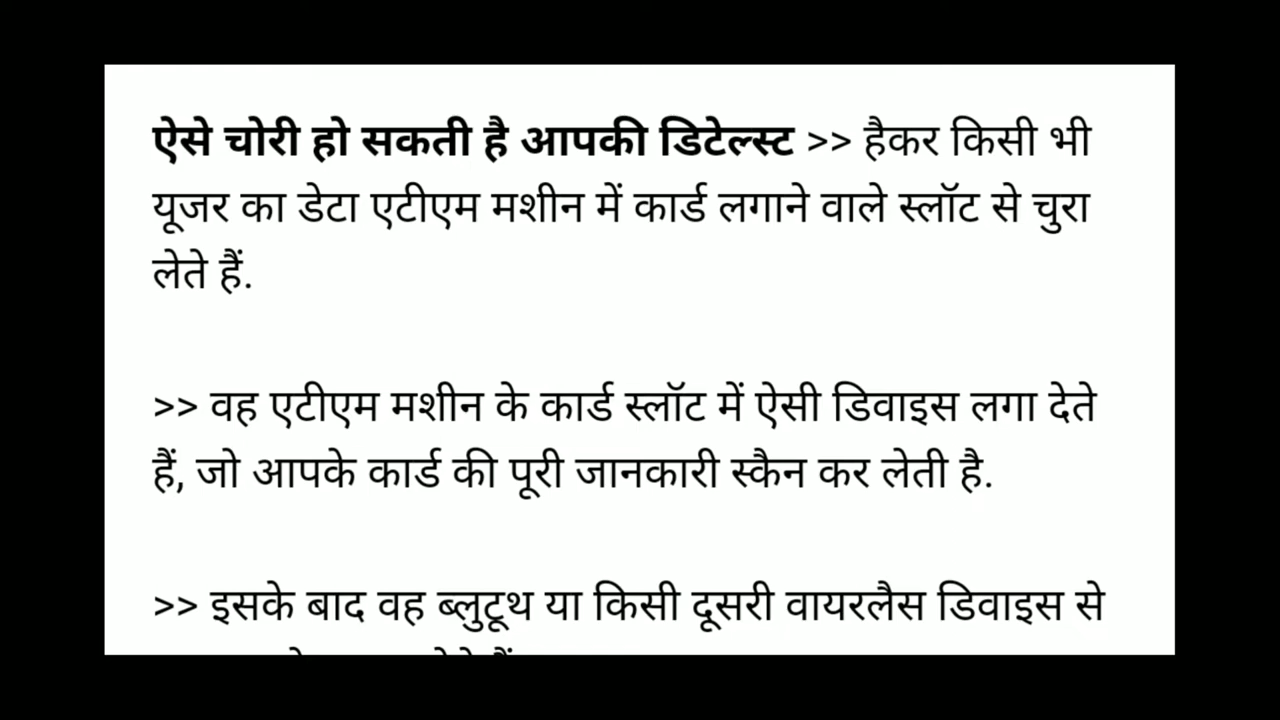 ऐसे चोरी हो सकती है आपकी डिटेल्स्ट >> हैकर किसी भी
यूजर का डेटा एटीएम मशीन में कार्ड लगाने वाले स्लॉट से चुरा
लेते हैं.
>> वह एटीएम मशीन के कार्ड स्लॉट में ऐसी डिवाइस लगा देते
हैं, जो आपके कार्ड की पूरी जानकारी स्कैन कर लेती है.
>> इसके बाद वह ब्लुटूथ या किसी दूसरी वायरलैस डिवाइस से